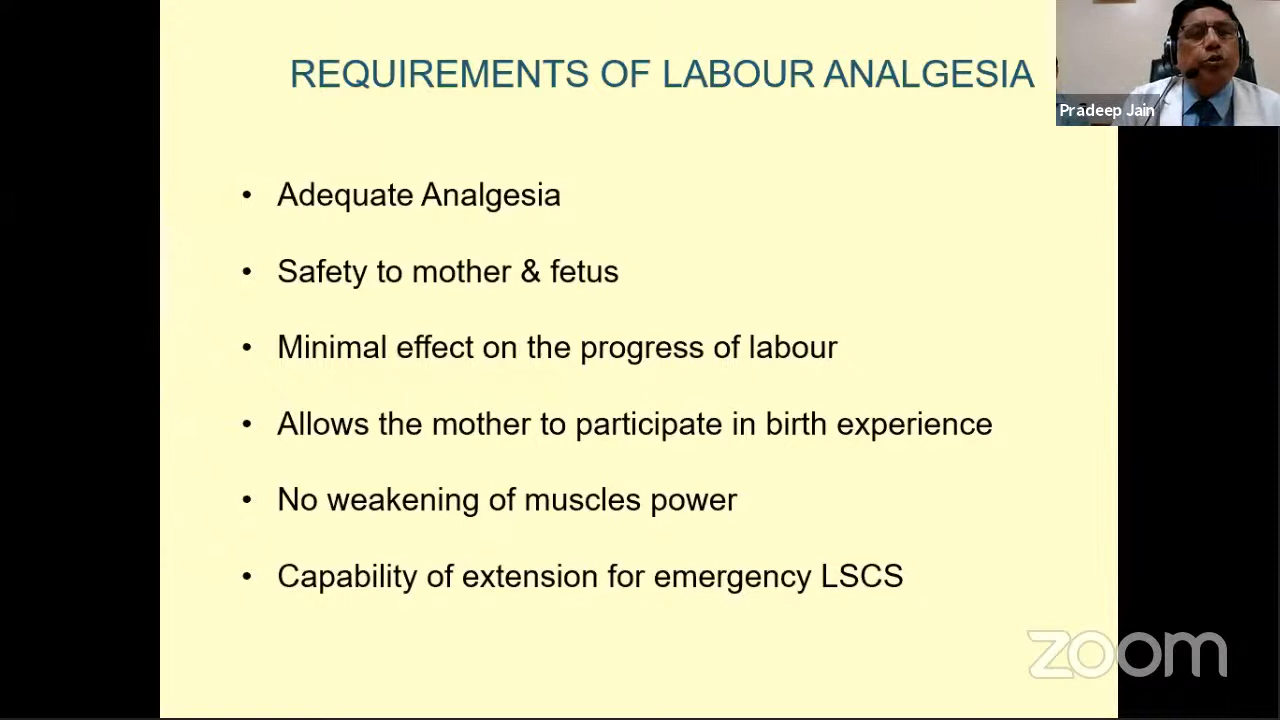 REQUIREMENTS OF LABOUR ANALGESIA
Pradeep Jain
• Adequate Analgesia
• Safety to mother & fetus
• Minimal effect on the progress of labour
• Allows the mother to participate in birth experience
• No weakening of muscles power
• Capability of extension for emergency LSCS
zoom